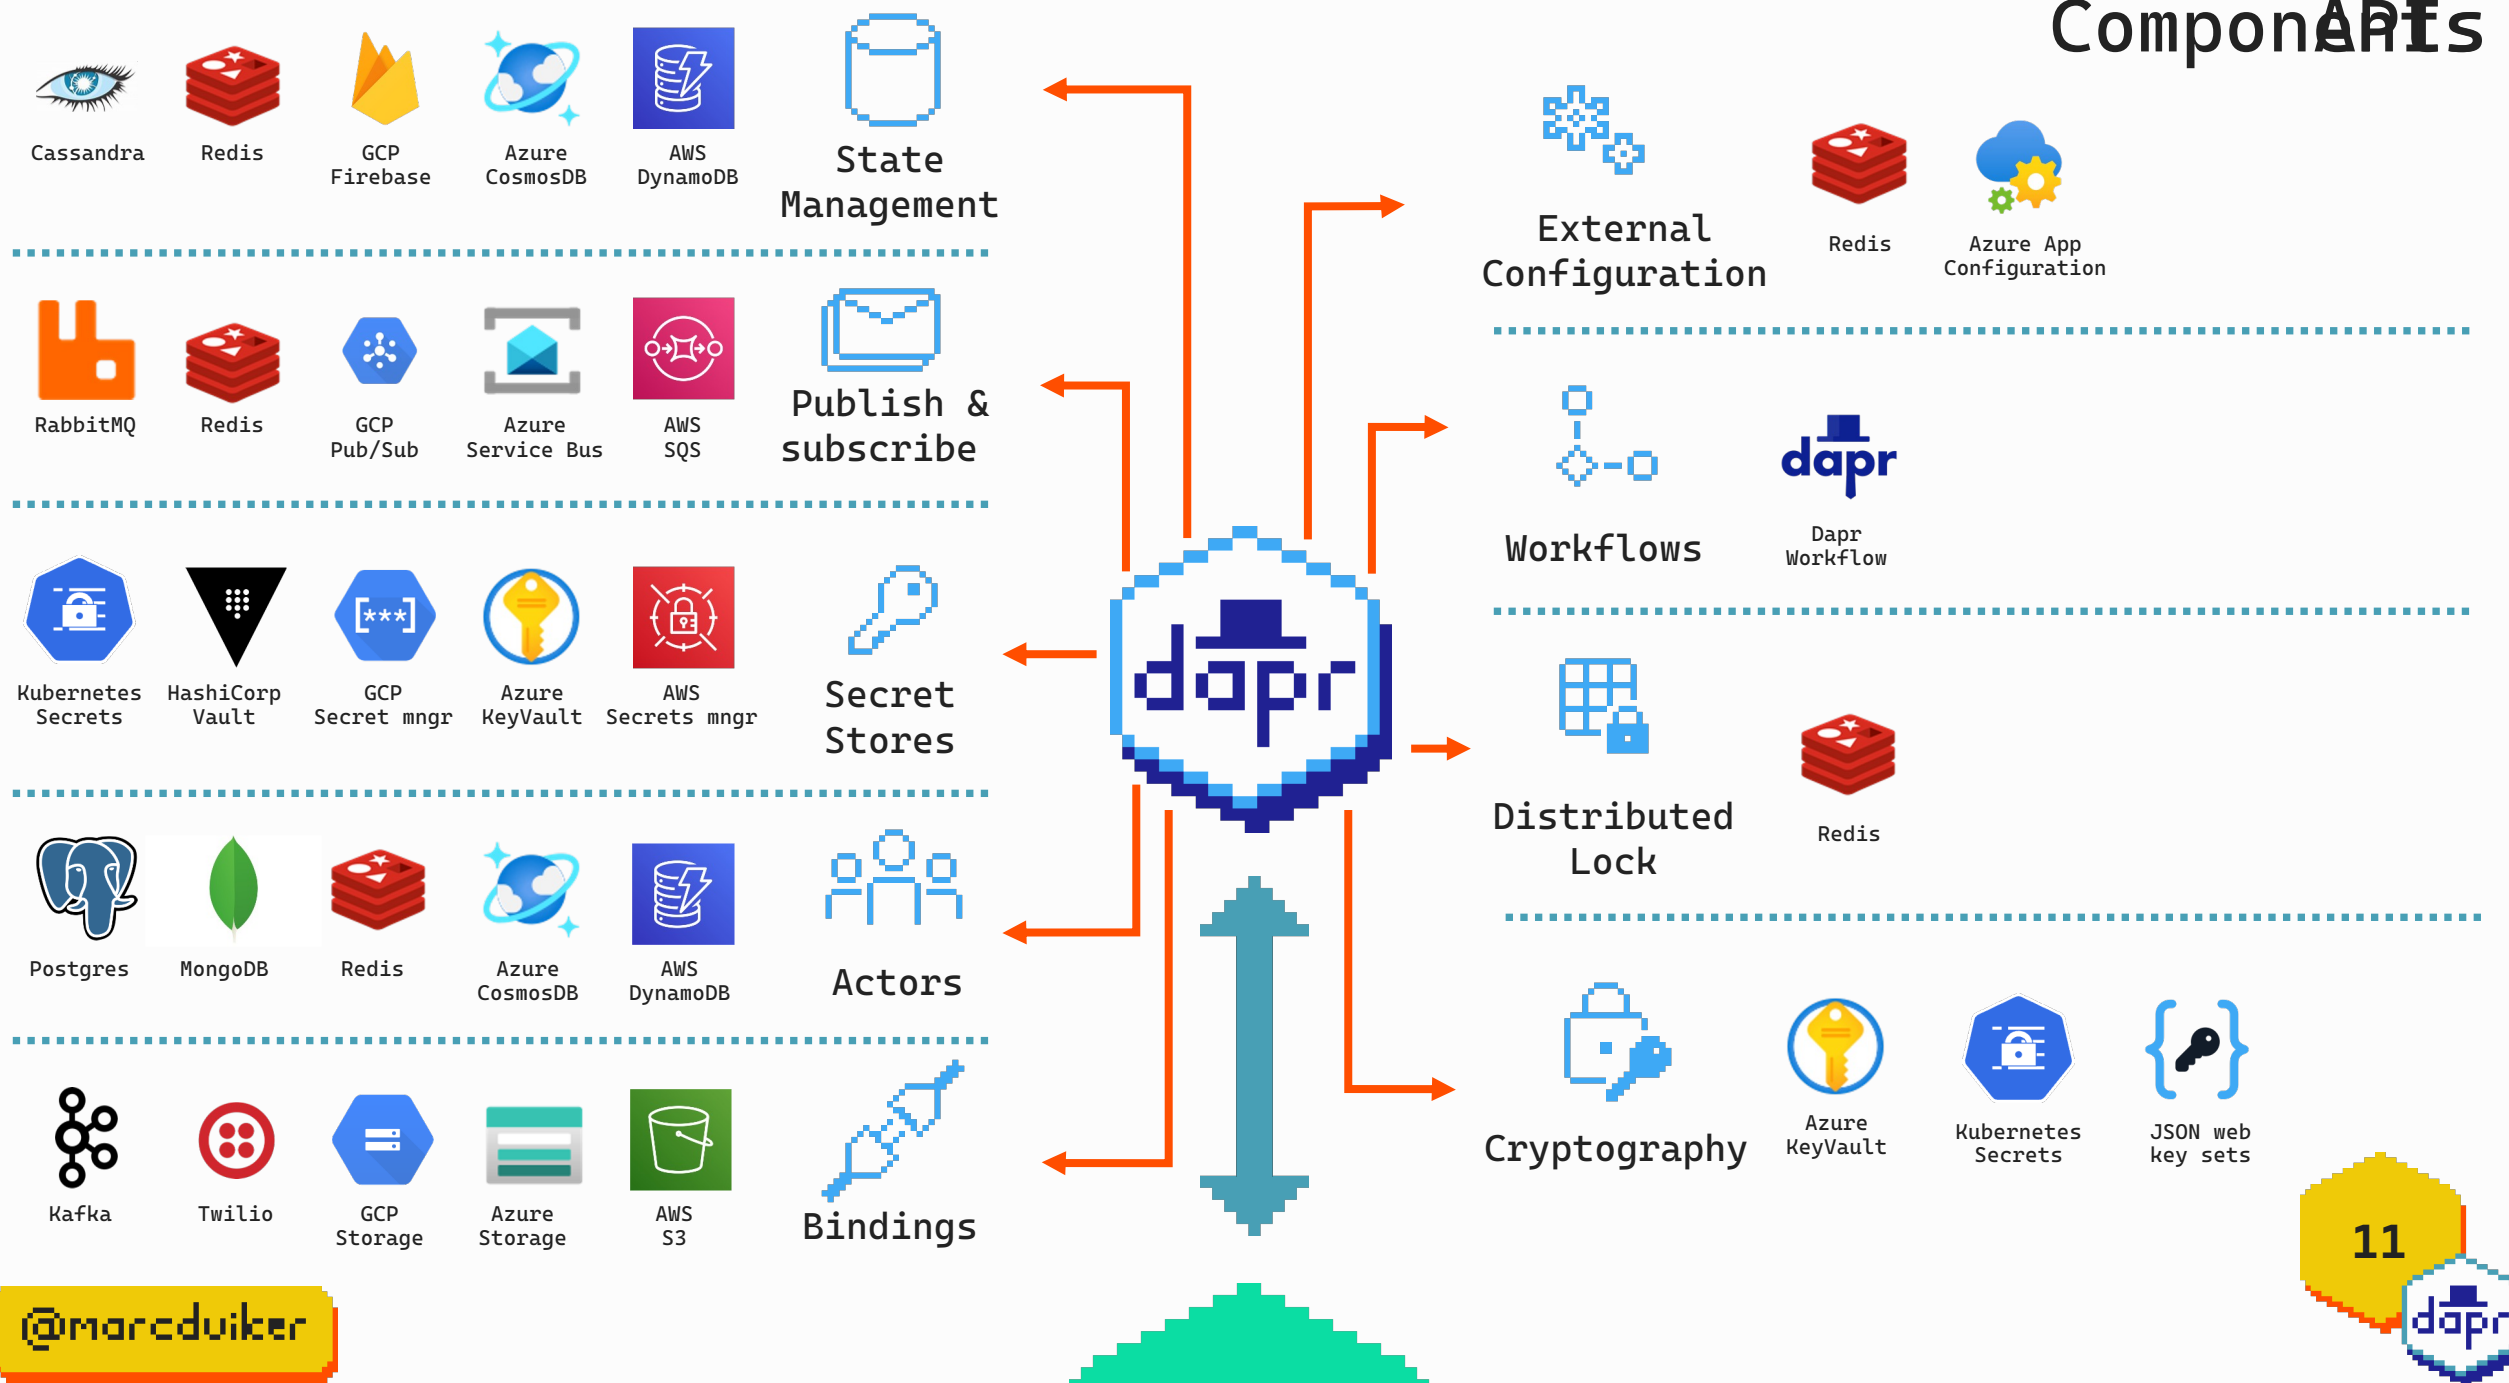 Components
API
Cassandra
Redis
GCP
Firebase
Azure
CosmosDB
AWS
DynamoDB
State
Management
RabbitMQ
Redis
GCP
Pub/Sub
Azure
Service Bus
AWS
SQS
Publish &
subscribe
[***]
Kubernetes
Secrets
HashiCorp
Vault
GCP
Secret mngr
Azure
KeyVault
AWS
Secrets mngr
Secret
Stores
Postgres
MongoDB
Redis
Azure
CosmosDB
AWS
DynamoDB
Actors
Kafka
Twilio
GCP
Storage
Azure
Storage
AWS
S3
Bindings
dapr
External
Configuration
Redis
Azure App
Configuration
Workflows
dapr
Dapr
Workflow
Distributed
Lock
Redis
Cryptography
Azure
KeyVault
Kubernetes
Secrets
JSON web
key sets
@marcduiker
11
dapr